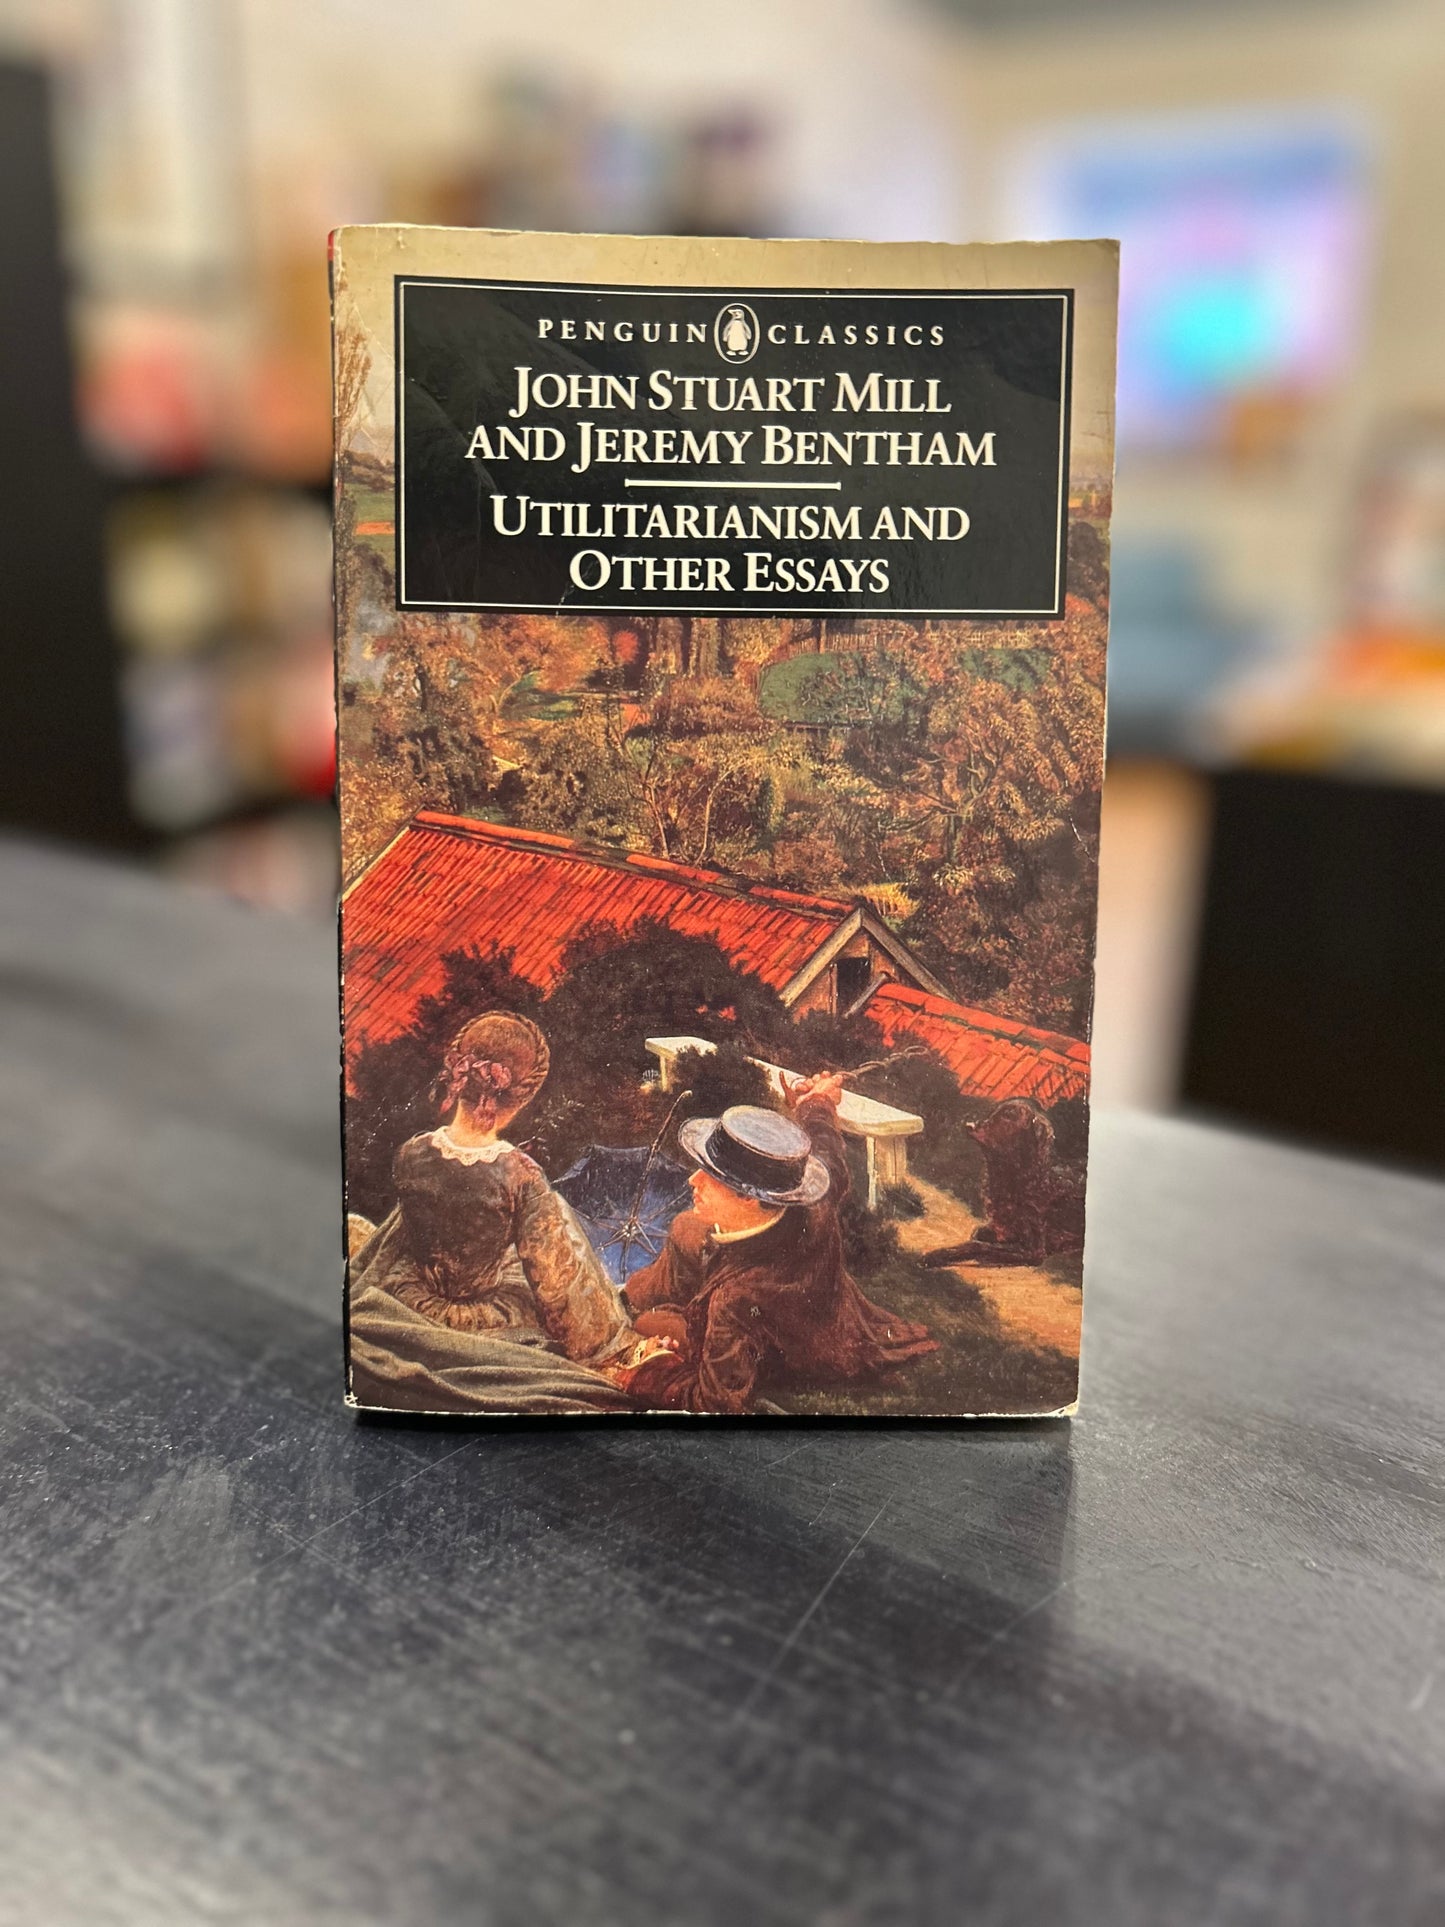 PENGUIN CLASSICS
JOHN STUART MILL
AND JEREMY BENTHAM
UTILITARIANISM AND
OTHER ESSAYS